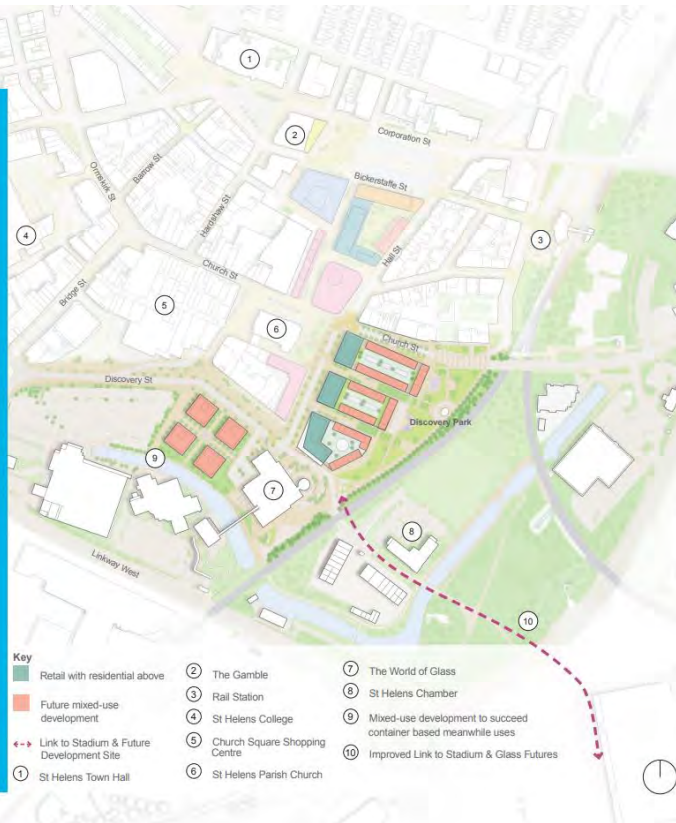 1
2
Corporation St
Ormskirk St
Barrow St
Bickerstaffe St
Hardshaw St
4
3
Hall St
Church St
Bridge St
5
6
Church St
Discovery St
Discovery Park
9
7
8
Linkway West
10
Key
Retail with residential above
Future mixed-use
development
Link to Stadium & Future
Development Site
1 St Helens Town Hall
2 The Gamble
3 Rail Station
4 St Helens College
5 Church Square Shopping
Centre
6 St Helens Parish Church
7 The World of Glass
8 St Helens Chamber
9 Mixed-use development to succeed
container based meanwhile uses
10 Improved Link to Stadium & Glass Futures